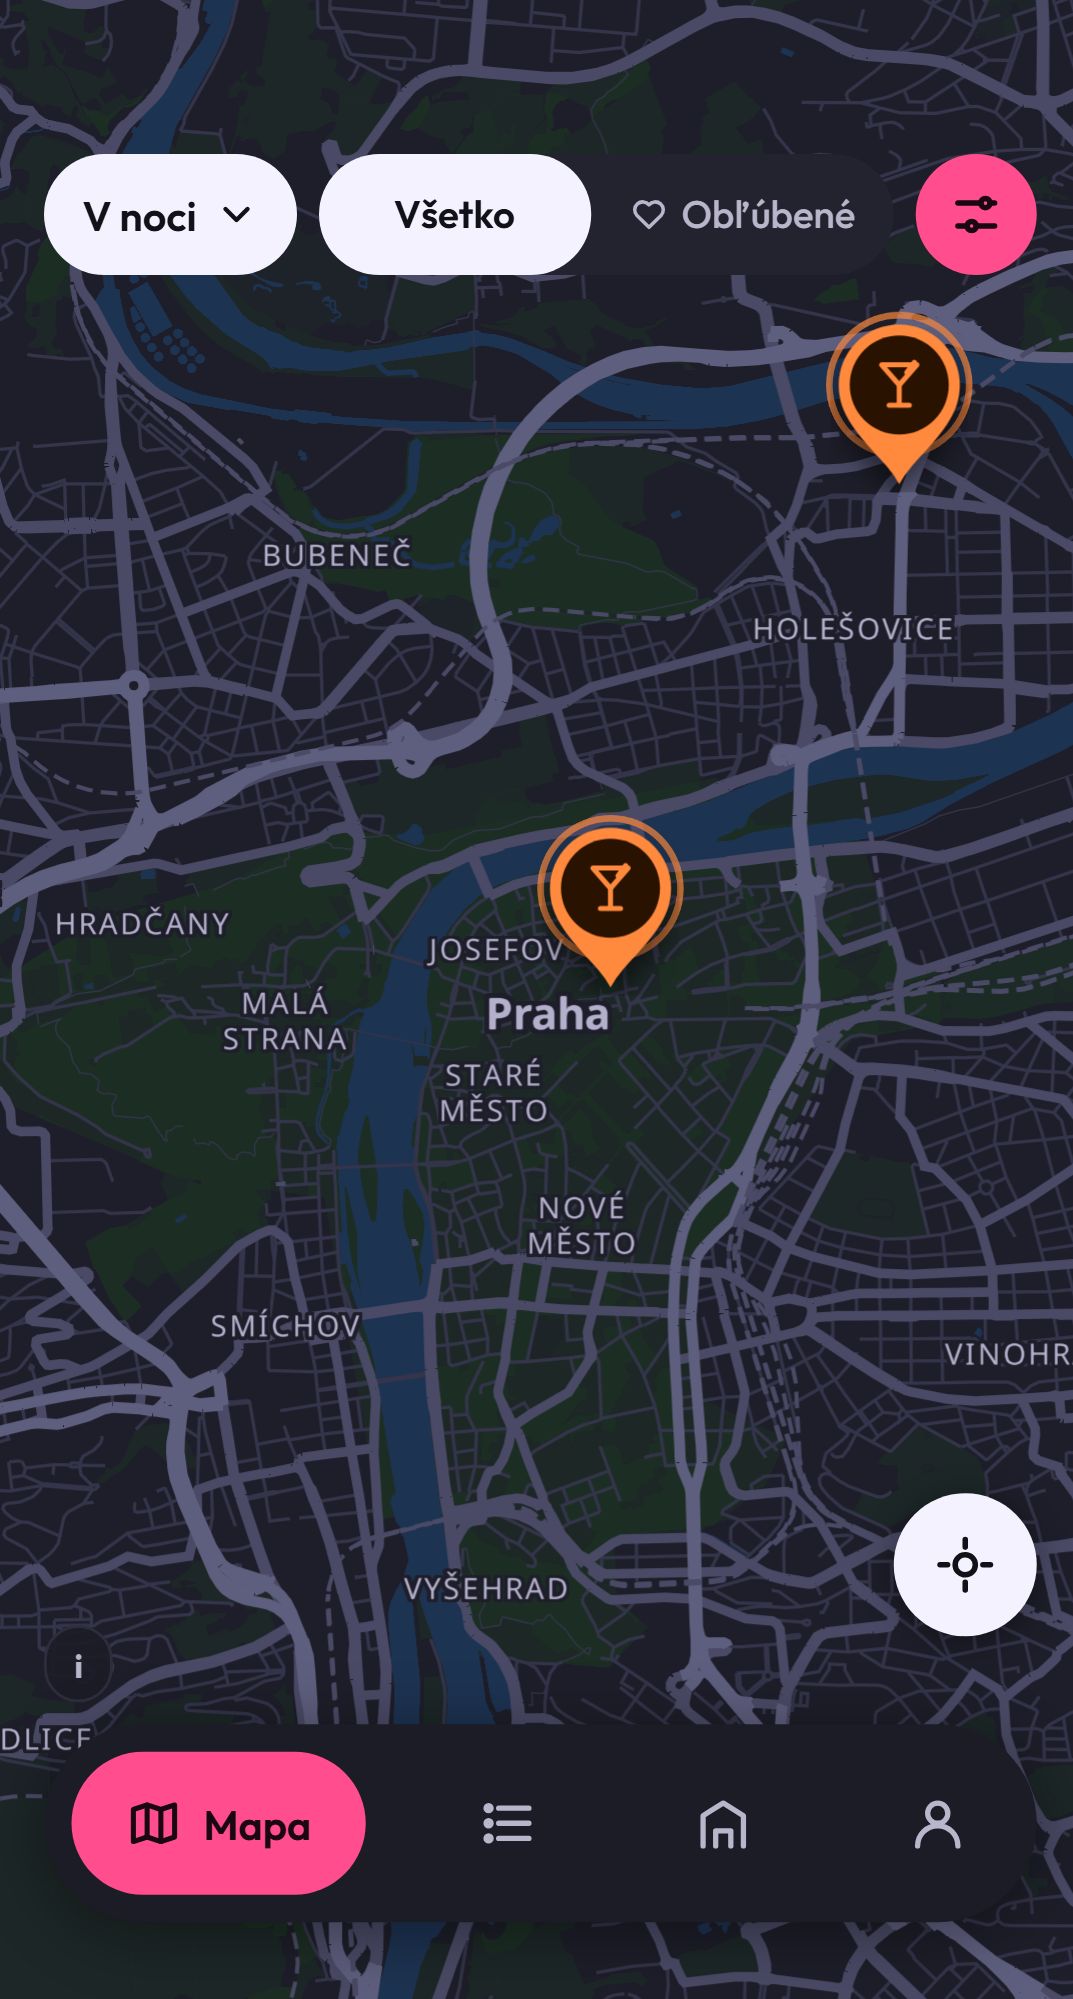 V noci
Všetko
Obľúbené
BUBENEČ
HOLEŠOVICE
HRADČANY
JOSEFOV
MALÁ
STRANA
Praha
STARÉ
MĚSTO
NOVÉ
MĚSTO
SMÍCHOV
VINOHR
VYŠEHRAD
i
DLICE
Mapa